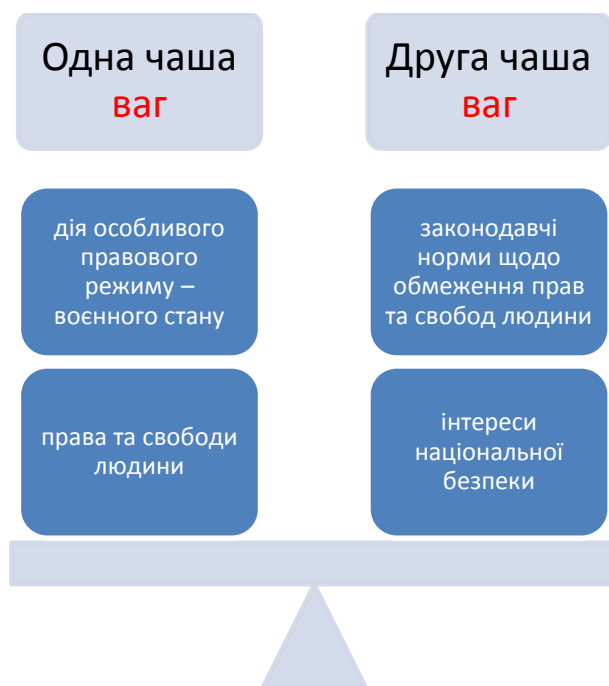 Одна чаша
ваг
Друга чаша
ваг
дія особливого
правового
режиму –
воєнного стану
законодавчі
норми щодо
обмеження прав
та свобод людини
права та свободи
людини
інтереси
національної
безпеки